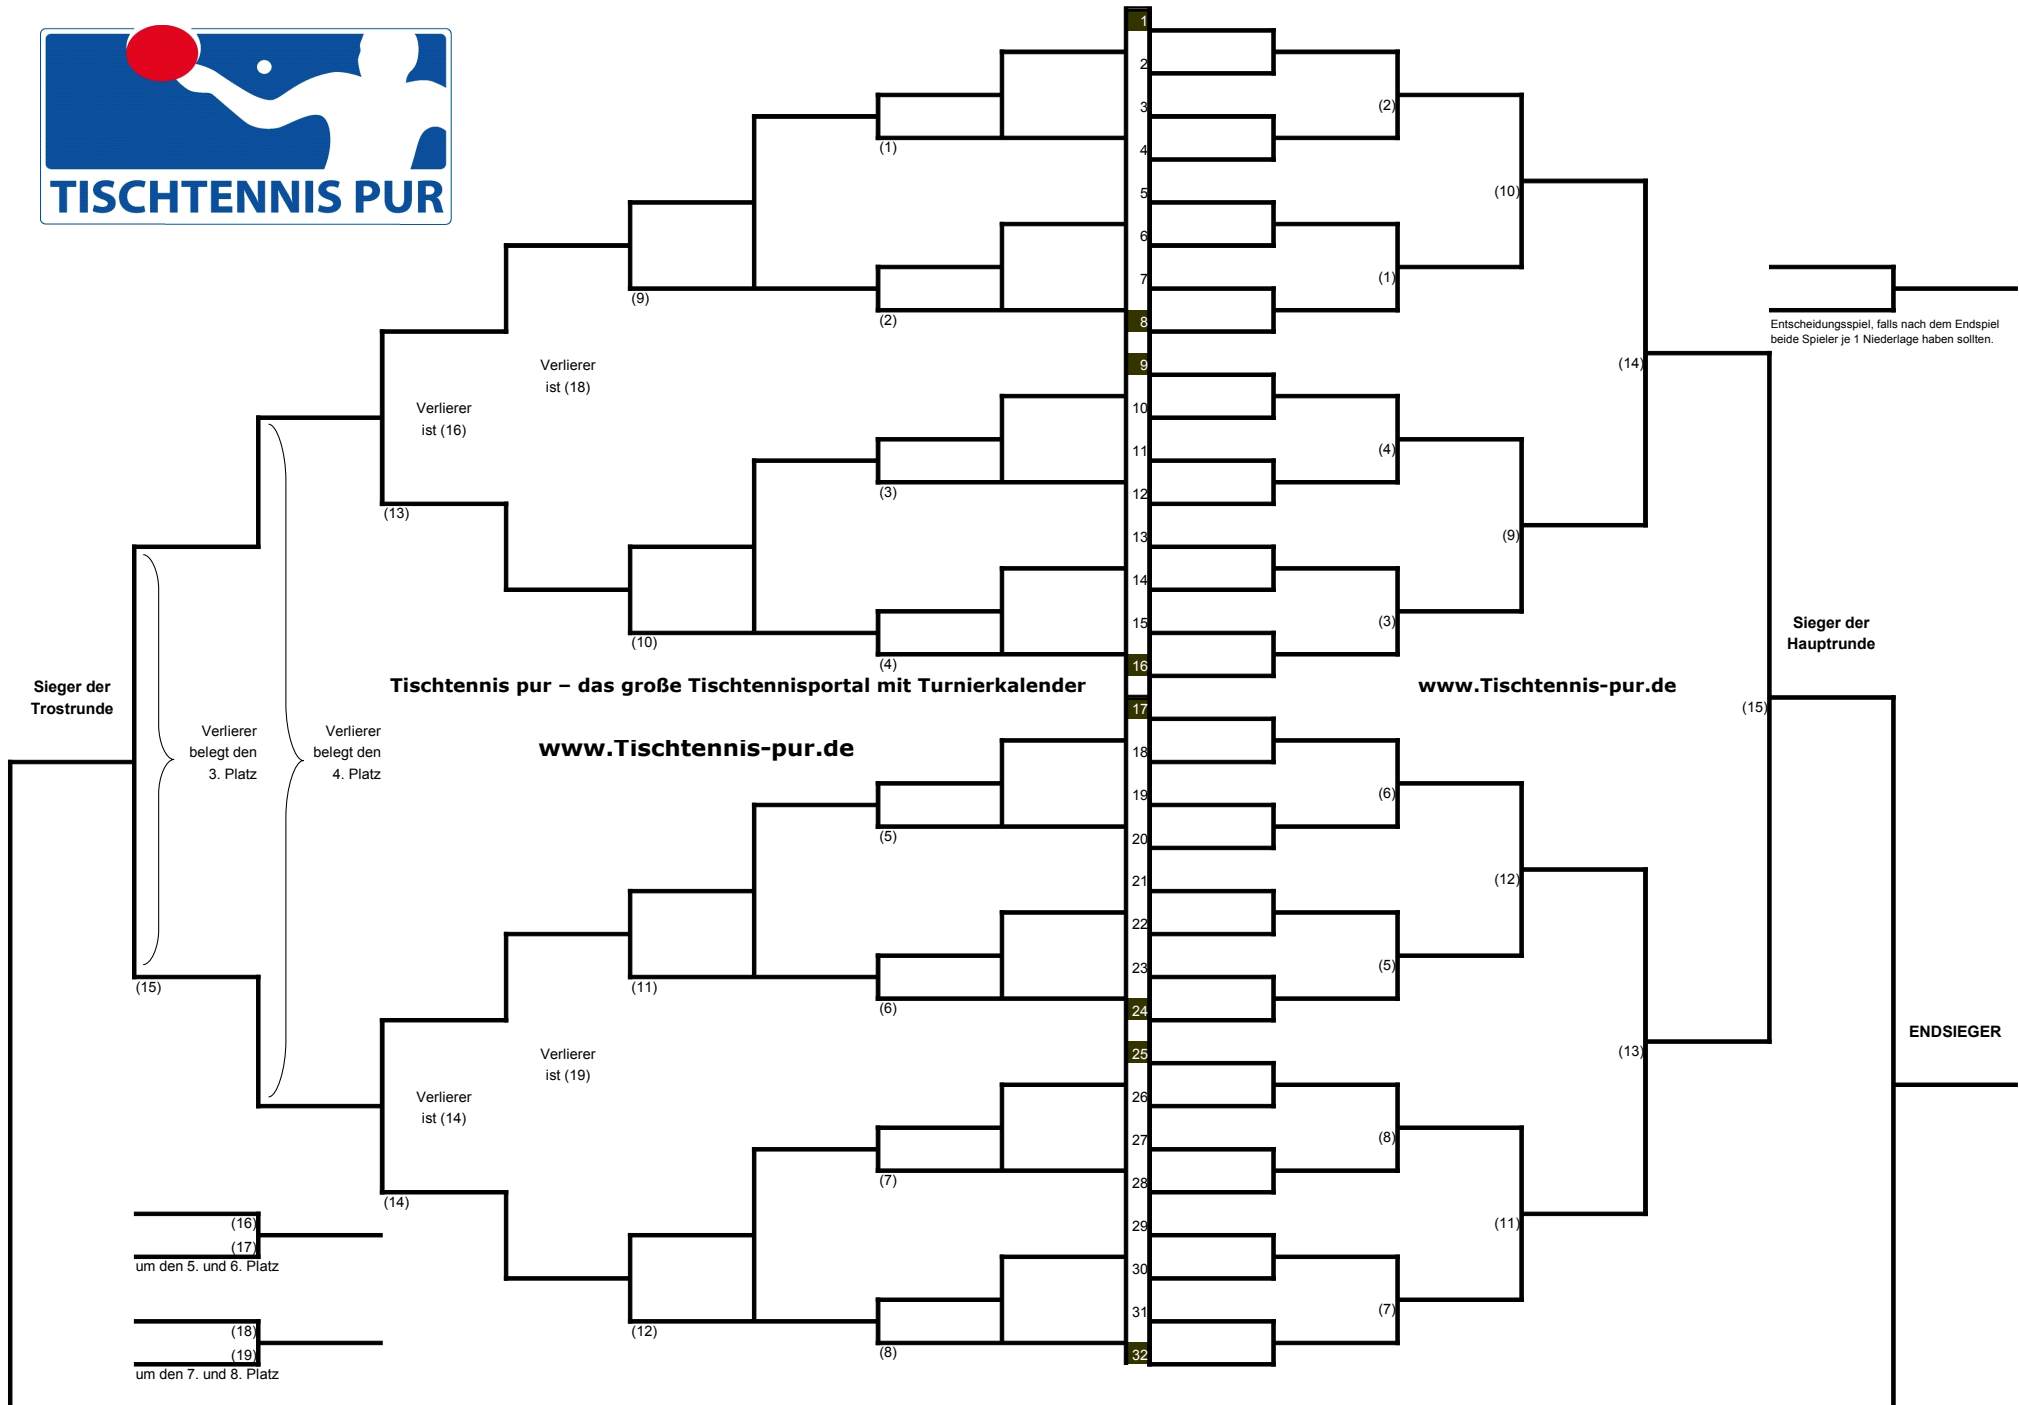 TISCHTENNIS PUR
1
2
3
4
5
6
7
8
9
10
11
12
13
14
15
16
17
18
19
20
21
22
23
24
25
26
27
28
29
30
31
32
(1)
(2)
(3)
(4)
(5)
(6)
(7)
(8)
(9)
(10)
(11)
(12)
Verlierer
ist (18)
Verlierer
ist (16)
(13)
Verlierer
ist (19)
Verlierer
ist (14)
(14)
Tischtennis pur – das große Tischtennisportal mit Turnierkalender
www.Tischtennis-pur.de
Sieger der
Trostrunde
Verlierer
belegt den
3. Platz
Verlierer
belegt den
4. Platz
(15)
(16)
(17)
um den 5. und 6. Platz
(18)
(19)
um den 7. und 8. Platz
(2)
(1)
(4)
(3)
(6)
(5)
(8)
(7)
(10)
(9)
(12)
(11)
(14)
(13)
(15)
Entscheidungsspiel, falls nach dem Endspiel
beide Spieler je 1 Niederlage haben sollten.
Sieger der
Hauptrunde
www.Tischtennis-pur.de
ENDSIEGER